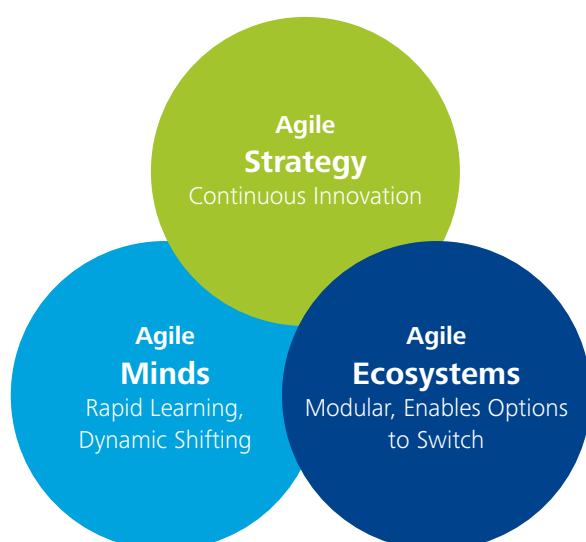 Agile
Strategy
Continuous Innovation
Agile
Minds
Rapid Learning,
Dynamic Shifting
Agile
Ecosystems
Modular, Enables Options
to Switch